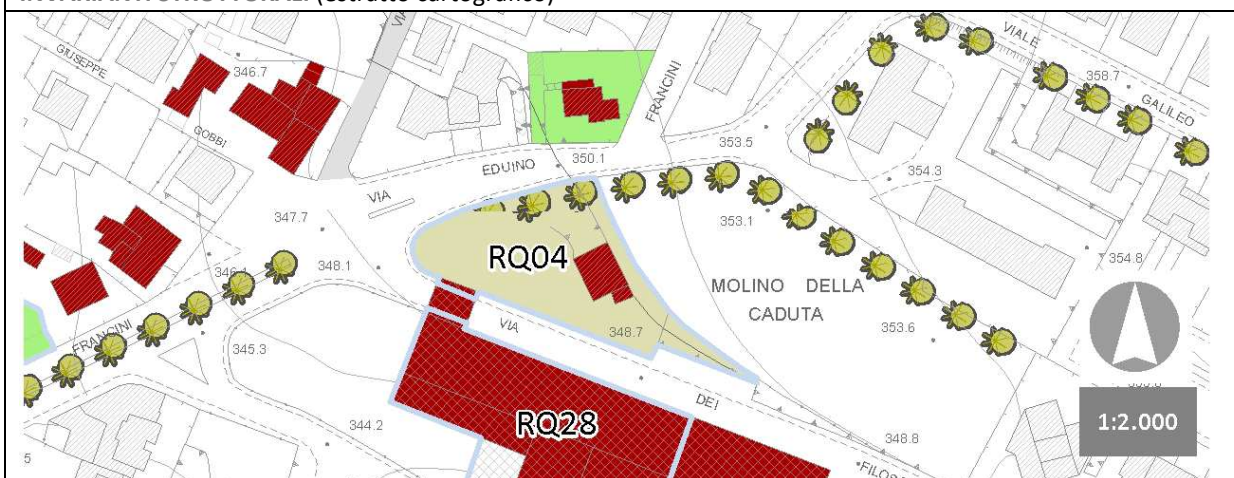 (estratto cartografico)
GIUSEPPE
346.7
GOBBI
VIA
FRANCINI
VIALE
358.7
GALILEO
EDUINO
350.1
353.5
354.3
VIA
347.7
348.1
RQ04
353.1
MOLINO DELLA
CADUTA
354.8
FRANCINI
345.3
VIA
348.7
353.6
DEI
1:2.000
344.2
RQ28
348.8
5